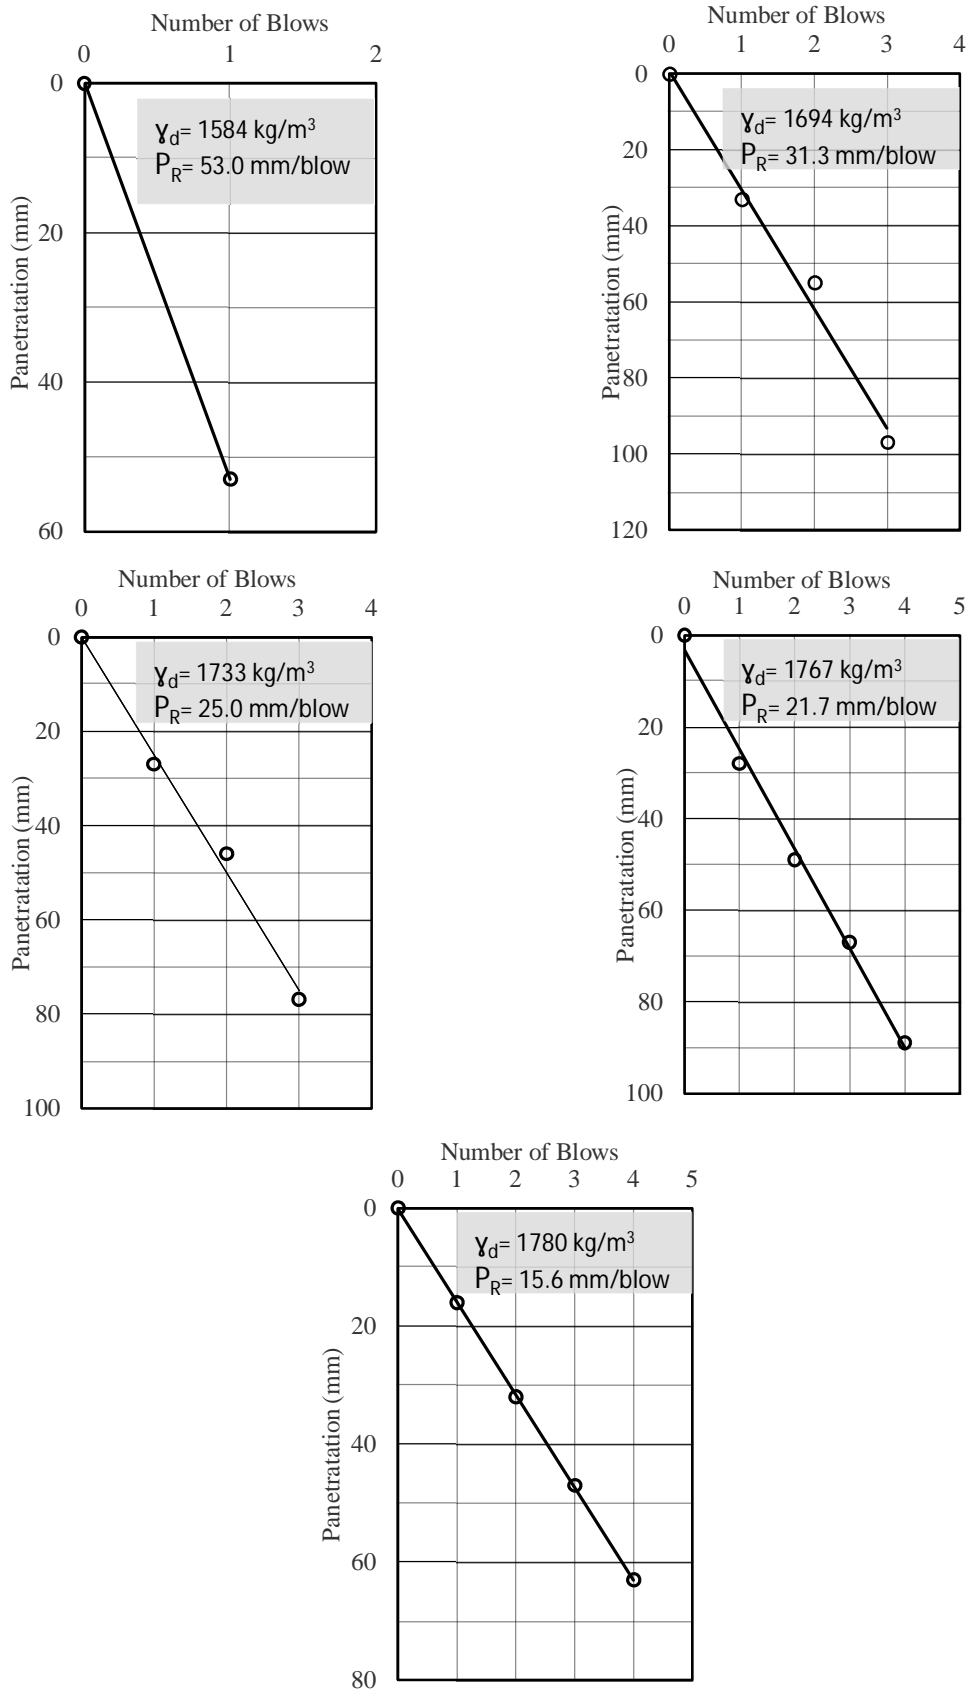 Number of Blows
0 1 2
0
20
40
60
Panetratation (mm)
γd= 1584 kg/m³
PR= 53.0 mm/blow
Number of Blows
0 1 2 3 4
0
20
40
60
80
100
120
Panetratation (mm)
γd= 1694 kg/m³
PR= 31.3 mm/blow
Number of Blows
0 1 2 3 4
0
20
40
60
80
100
Panetratation (mm)
γd= 1733 kg/m³
PR= 25.0 mm/blow
Number of Blows
0 1 2 3 4 5
0
20
40
60
80
100
Panetratation (mm)
γd= 1767 kg/m³
PR= 21.7 mm/blow
Number of Blows
0 1 2 3 4 5
0
20
40
60
80
Panetratation (mm)
γd= 1780 kg/m³
PR= 15.6 mm/blow